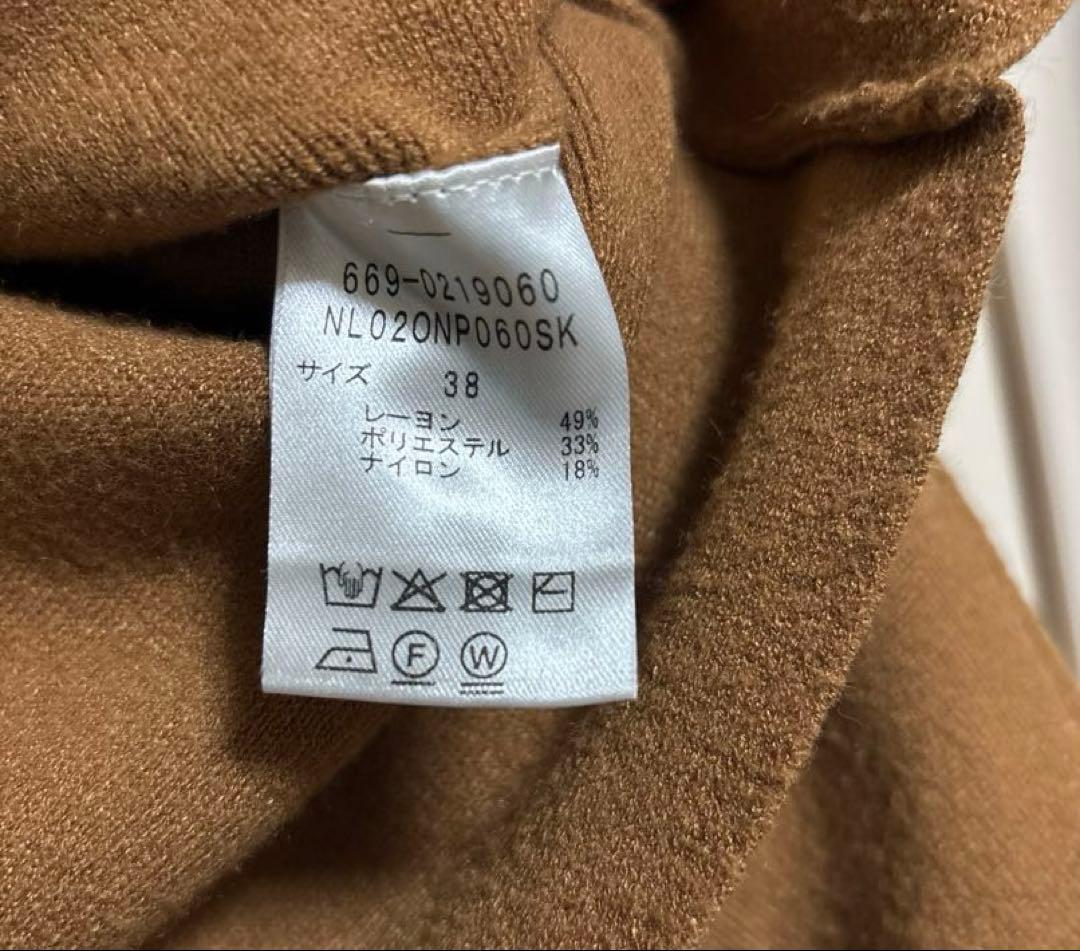 669-0219060
NL020NP060SK
サイズ 38
レーヨン 49%
ポリエステル 33%
ナイロン 18%
F W